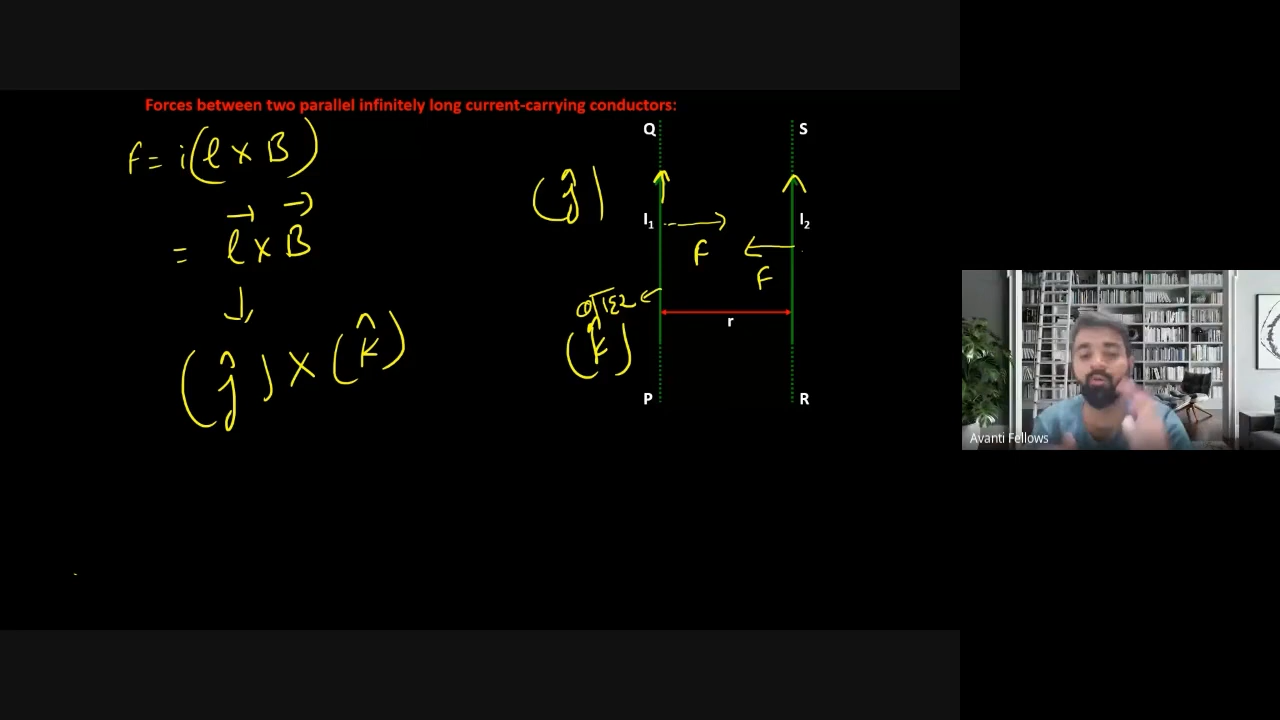 Forces between two parallel infinitely long current-carrying conductors:
F = i(l × B)
= l⃗ × B⃗
(ĵ) × (k̂)
Q
S
(ĵ)
I₁
I₂
F
F
(k̂)
r
P
R
Avanti Fellows